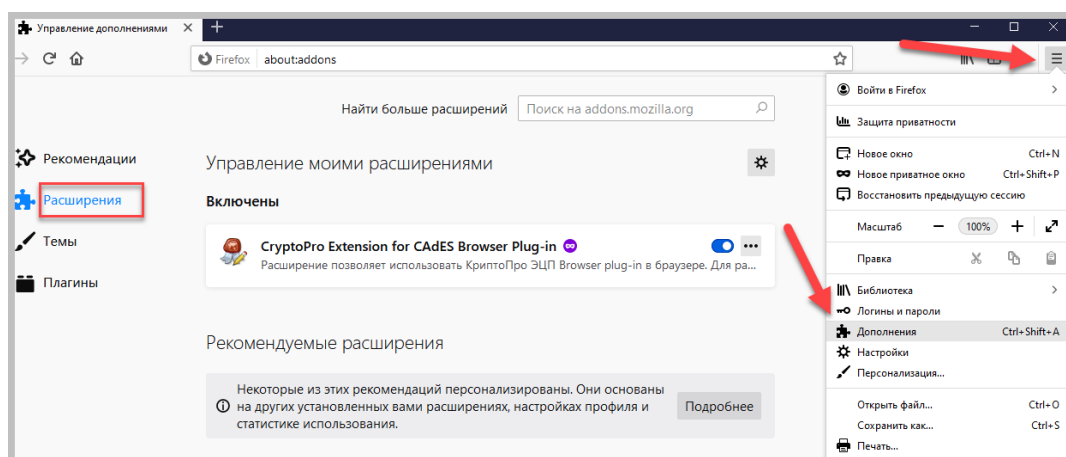 Управление дополнениями
Firefox about:addons
Найти больше расширений Поиск на addons.mozilla.org
Рекомендации
Расширения
Темы
Плагины
Управление моими расширениями
Включены
CryptoPro Extension for CAdES Browser Plug-in
Расширение позволяет использовать КриптоПро ЭЦП Browser plug-in в браузере. Для ра...
Рекомендуемые расширения
Некоторые из этих рекомендаций персонализированы. Они основаны
на других установленных вами расширениях, настройках профиля и
статистике использования.
Подробнее
Войти в Firefox
Защита приватности
Новое окно Ctrl+N
Новое приватное окно Ctrl+Shift+P
Восстановить предыдущую сессию
Масштаб 100%
Правка
Библиотека
Логины и пароли
Дополнения Ctrl+Shift+A
Настройки
Персонализация...
Открыть файл... Ctrl+O
Сохранить как... Ctrl+S
Печать...